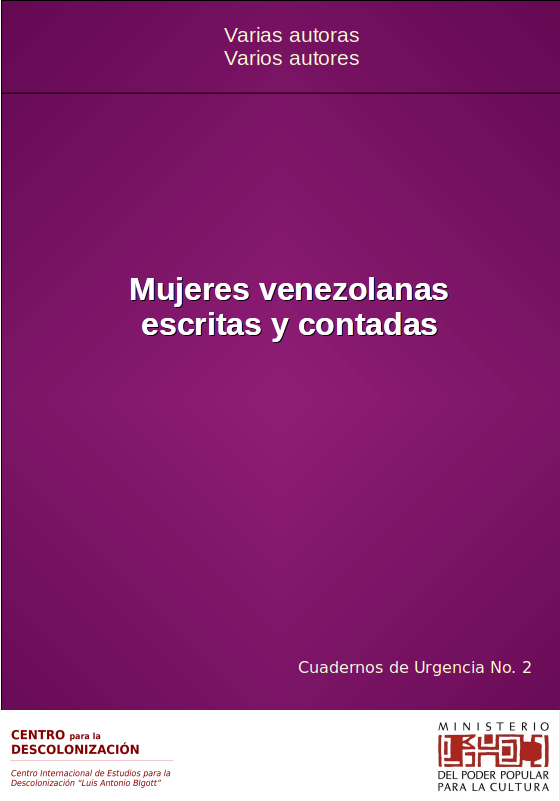 Varias autoras
Varios autores
Mujeres venezolanas
escritas y contadas
Cuadernos de Urgencia No. 2
CENTRO para la
DESCOLONIZACIÓN
Centro Internacional de Estudios para la
Descolonización “Luis Antonio BIgott”
MINISTERIO
DEL PODER POPULAR
PARA LA CULTURA